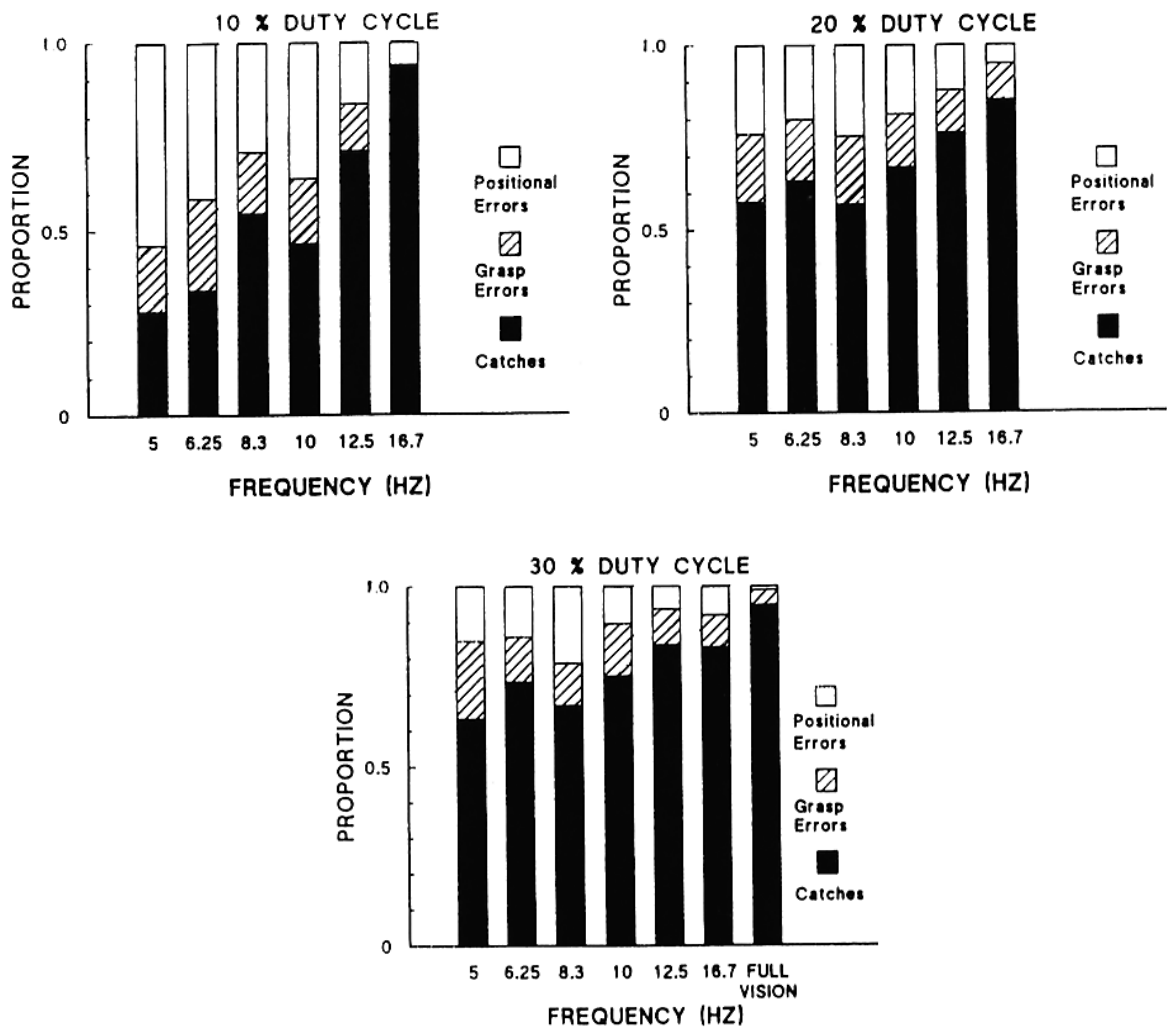 10 % DUTY CYCLE
1.0
0.5
0
PROPORTION
Positional
Errors
Grasp
Errors
Catches
5 6.25 8.3 10 12.5 16.7
FREQUENCY (HZ)
20 % DUTY CYCLE
1.0
0.5
0
PROPORTION
Positional
Errors
Grasp
Errors
Catches
5 6.25 8.3 10 12.5 16.7
FREQUENCY (HZ)
30 % DUTY CYCLE
1.0
0.5
0
PROPORTION
Positional
Errors
Grasp
Errors
Catches
5 6.25 8.3 10 12.5 16.7 FULL
VISION
FREQUENCY (HZ)